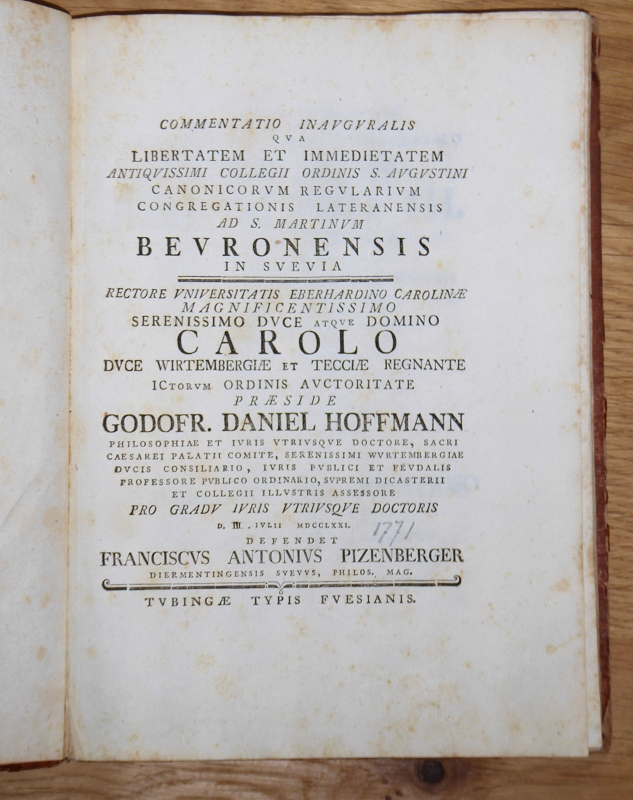 COMMENTATIO INAVGVRALIS
QVA
LIBERTATEM ET IMMEDIETATEM
ANTIQVISSIMI COLLEGII ORDINIS S. AVGVSTINI
CANONICORVM REGVLARIVM
CONGREGATIONIS LATERANENSIS
AD S. MARTINVM
BEVRONENSIS
IN SVEVIA
RECTORE VNIVERSITATIS EBERHARDINO CAROLINÆ
MAGNIFICENTISSIMO
SERENISSIMO DVCE ATQVE DOMINO
CAROLO
DVCE WIRTEMBERGIÆ ET TECCIÆ REGNANTE
ICTORVM ORDINIS AVCTORITATE
PRÆSIDE
GODOFR. DANIEL HOFFMANN
PHILOSOPHIAE ET IVRIS VTRIVSQVE DOCTORE, SACRI
CAESAREI PALATII COMITE, SERENISSIMI WVRTEMBERGIAE
DVCIS CONSILIARIO, IVRIS PVBLICI ET FEVDALIS
PROFESSORE PVBLICO ORDINARIO, SVPREMI DICASTERII
ET COLLEGII ILLVSTRIS ASSESSORE
PRO GRADV IVRIS VTRIVSQVE DOCTORIS
D. III. IVLII MDCCLXXI.
1771
DEFENDET
FRANCISCVS ANTONIVS PIZENBERGER
DIERMENTINGENSIS SVEVVS, PHILOS. MAG.
TVBINGÆ TYPIS FVESIANIS.